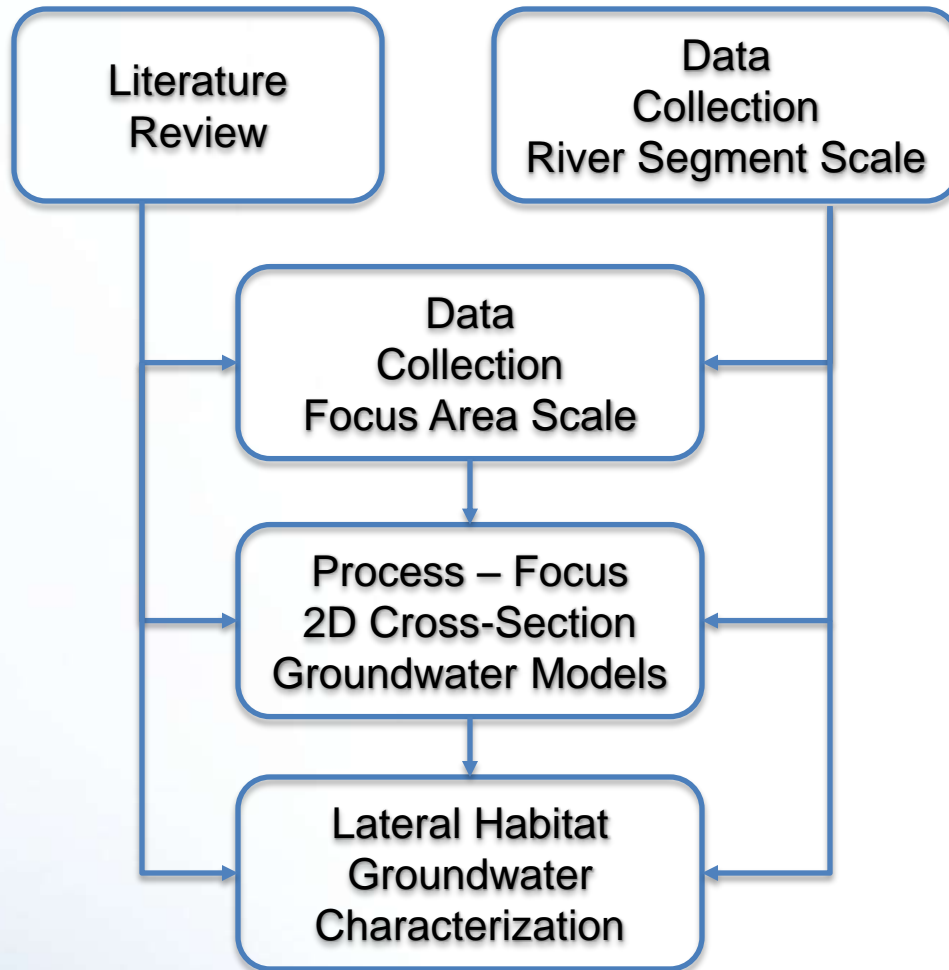 Literature
Review
Data
Collection
River Segment Scale
Data
Collection
Focus Area Scale
Process – Focus
2D Cross-Section
Groundwater Models
Lateral Habitat
Groundwater
Characterization